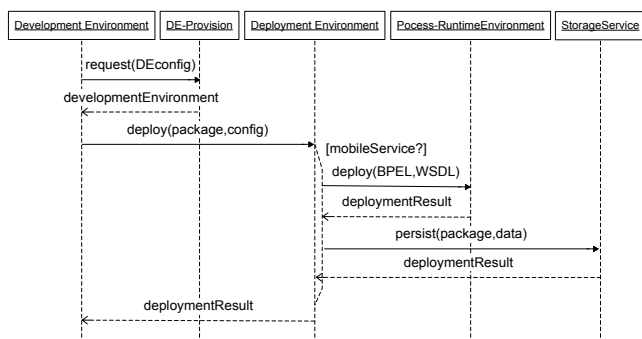 Development Environment
DE-Provision
Deployment Environment
Pocess-RuntimeEnvironment
StorageService
request(DEconfig)
developmentEnvironment
deploy(package,config)
[mobileService?]
deploy(BPEL,WSDL)
deploymentResult
persist(package,data)
deploymentResult
deploymentResult